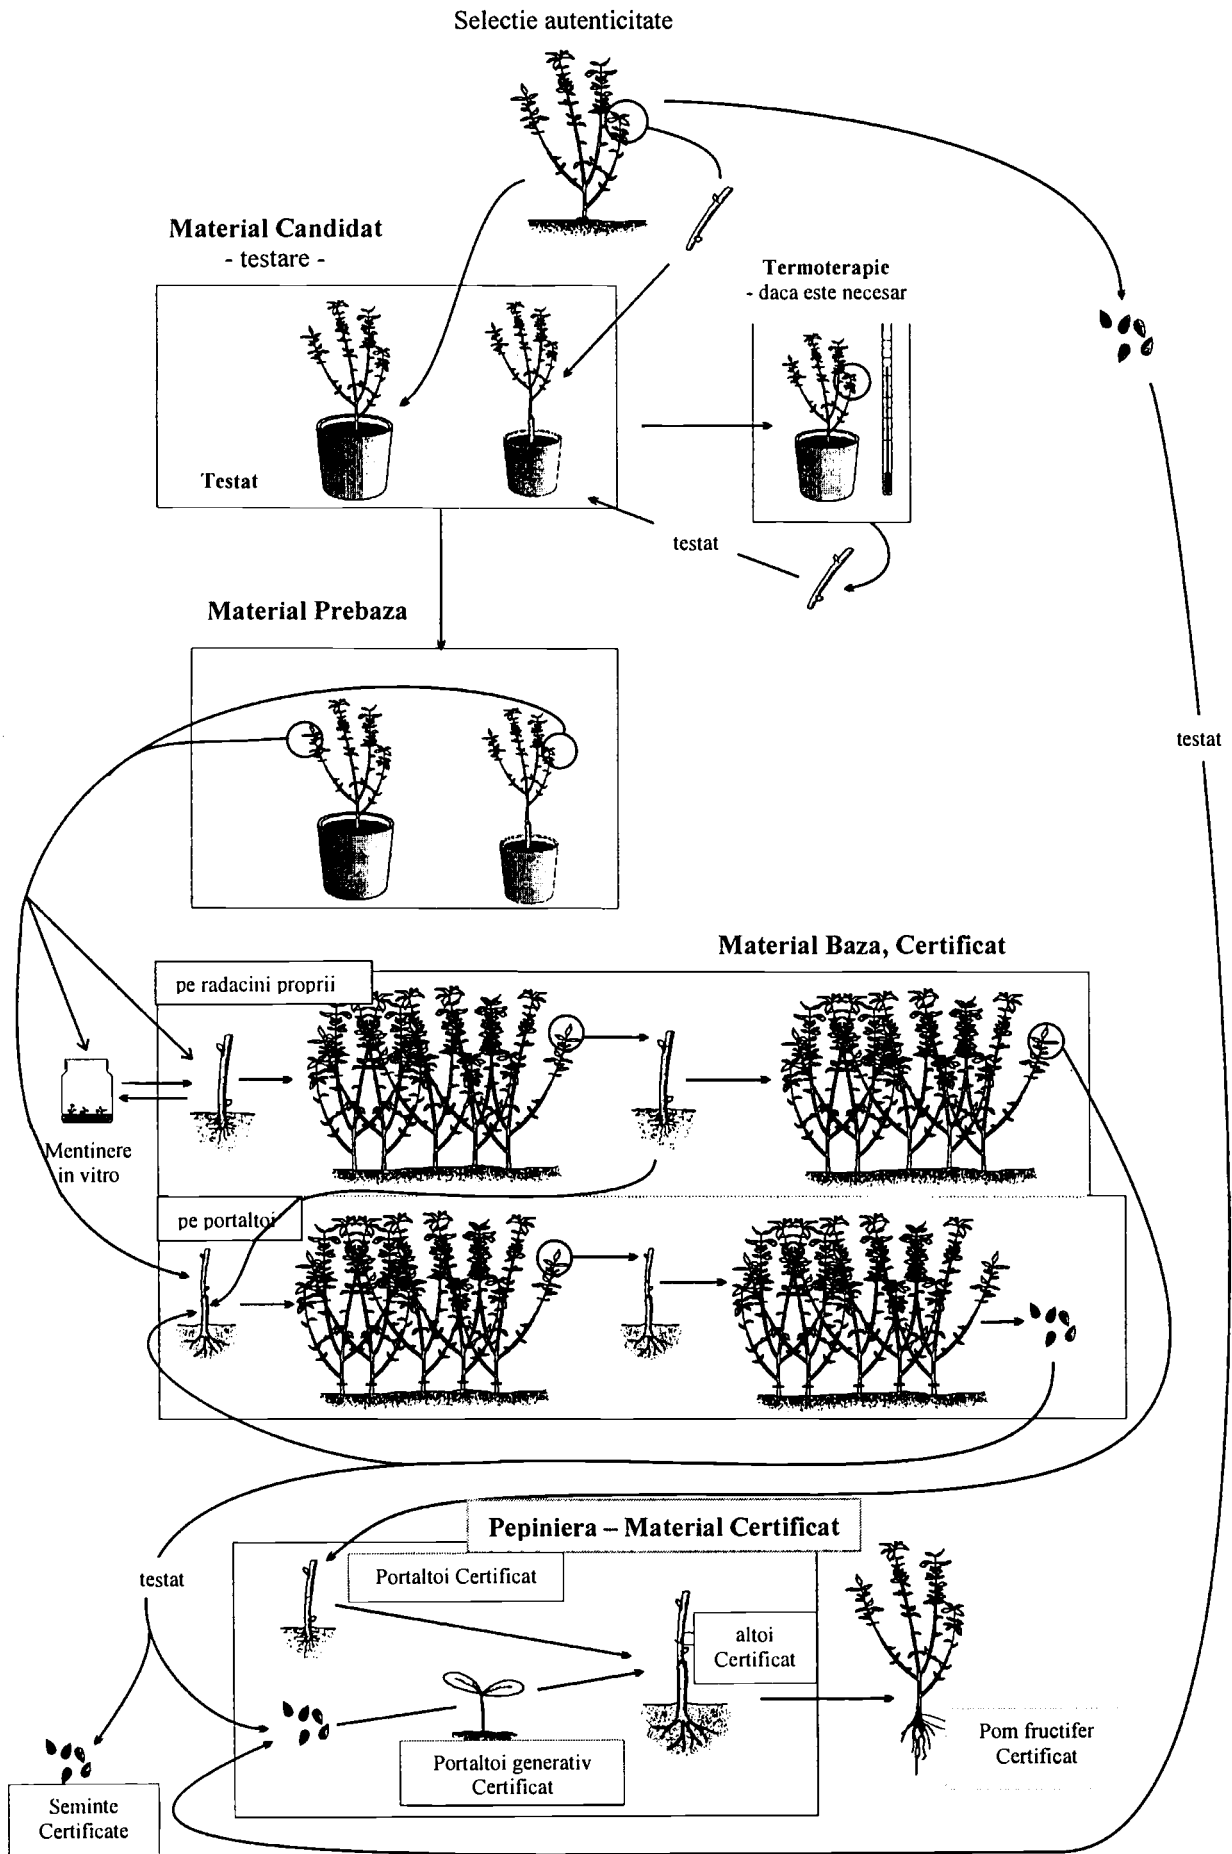 Selectie autenticitate
Material Candidat
- testare -
Termoterapie
- daca este necesar
Testat
testat
Material Prebaza
testat
Material Baza, Certificat
pe radacini proprii
Mentinere
in vitro
pe portaltoi
Pepiniera – Material Certificat
testat
Portaltoi Certificat
altoi
Certificat
Portaltoi generativ
Certificat
Pom fructifer
Certificat
Seminte
Certificate